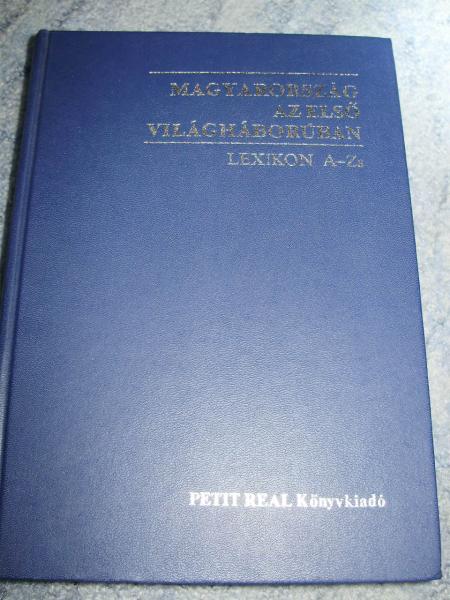 MAGYARORSZÁG
AZ ELSŐ
VILÁGHÁBORÚBAN
LEXIKON A–Zs
PETIT REAL Könyvkiadó